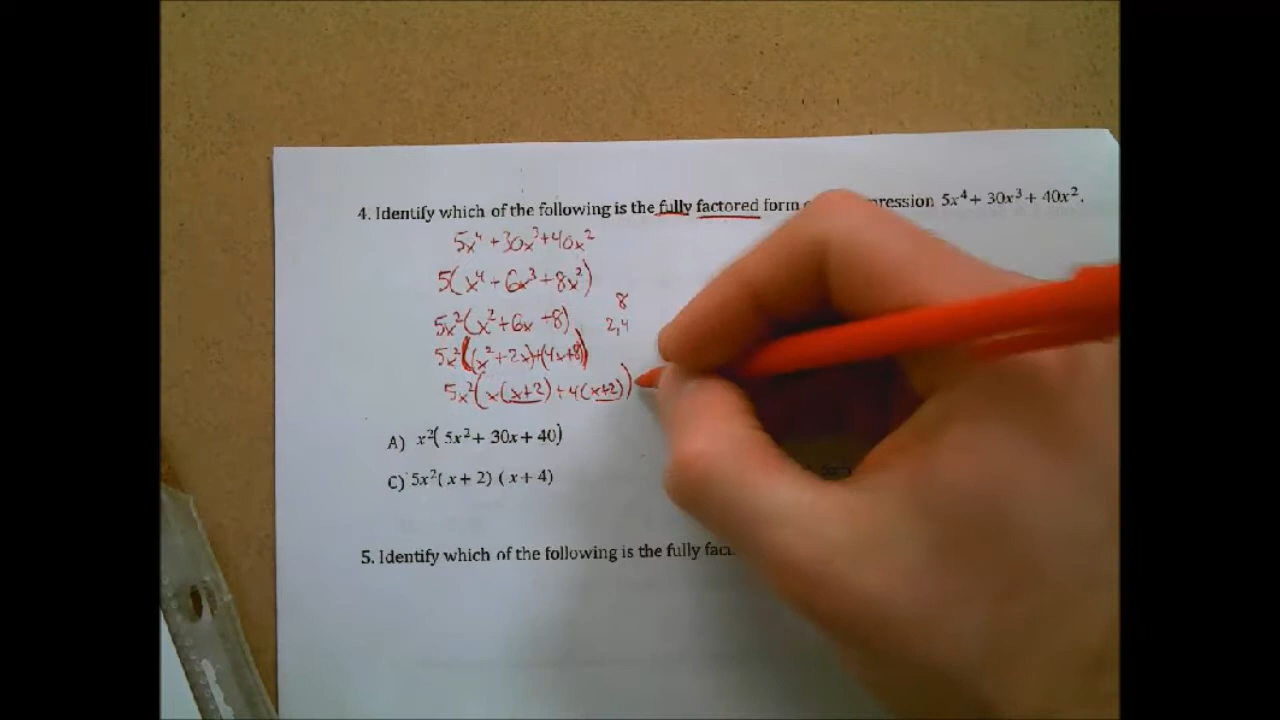 4. Identify which of the following is the fully factored form ression 5x⁴ + 30x³ + 40x².
5x⁴ + 30x³ + 40x²
5(x⁴ + 6x³ + 8x²)
8
5x²(x² + 6x + 8)
2,4
5x²((x² + 2x) + (4x + 8))
5x²(x(x+2) + 4(x+2))
A) x²( 5x² + 30x + 40)
C) 5x²( x + 2) ( x + 4)
5. Identify which of the following is the fully